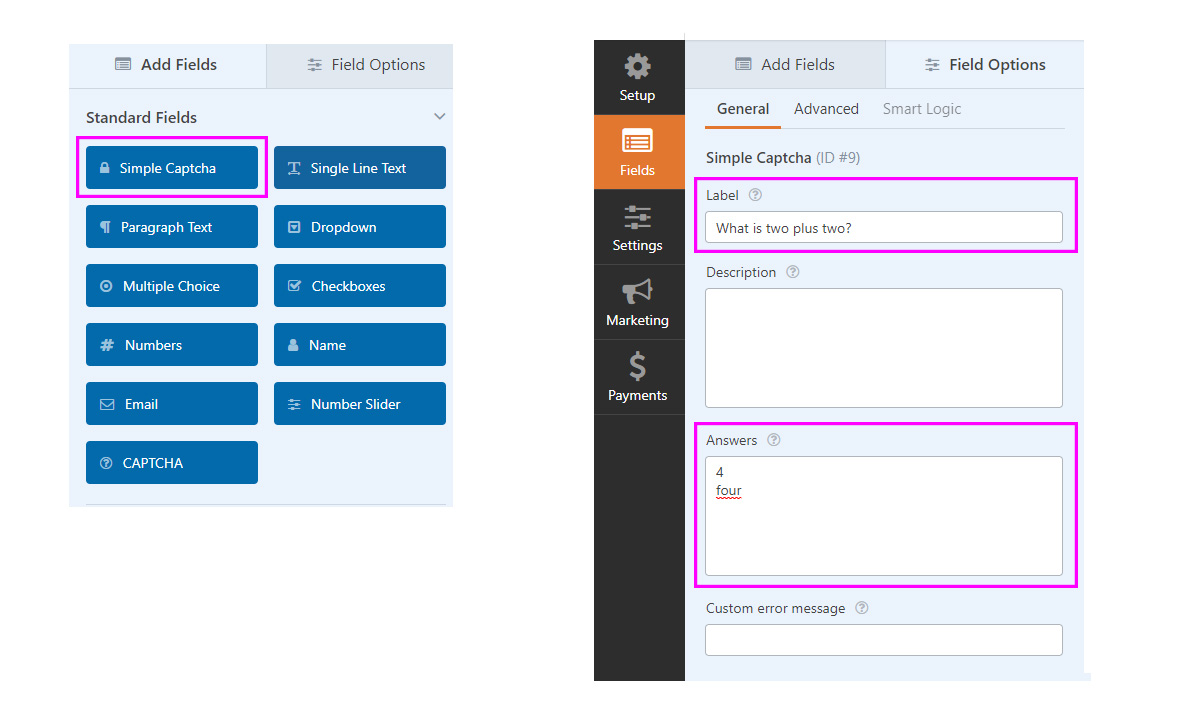 Add Fields
Field Options
Standard Fields
Simple Captcha
Single Line Text
Paragraph Text
Dropdown
Multiple Choice
Checkboxes
Numbers
Name
Email
Number Slider
CAPTCHA
Setup
Fields
Settings
Marketing
Payments
Add Fields
Field Options
General
Advanced
Smart Logic
Simple Captcha (ID #9)
Label
What is two plus two?
Description
Answers
4
four
Custom error message